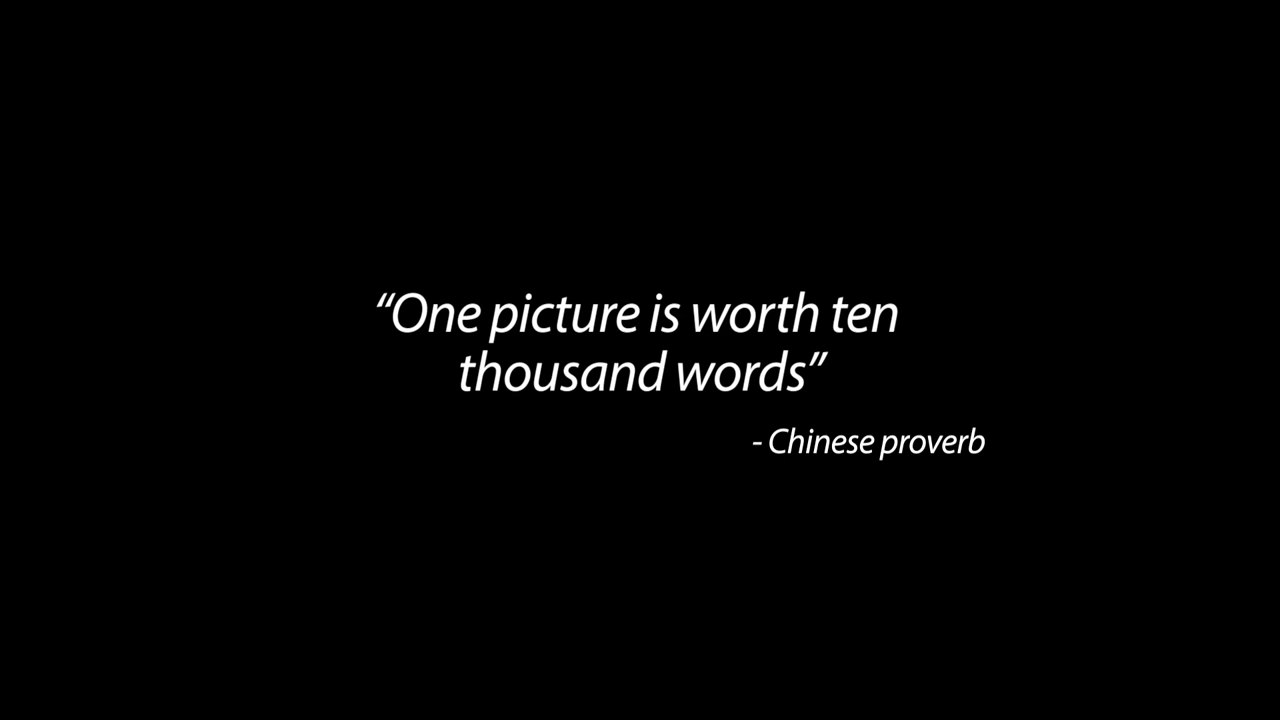 “One picture is worth ten
thousand words”
- Chinese proverb